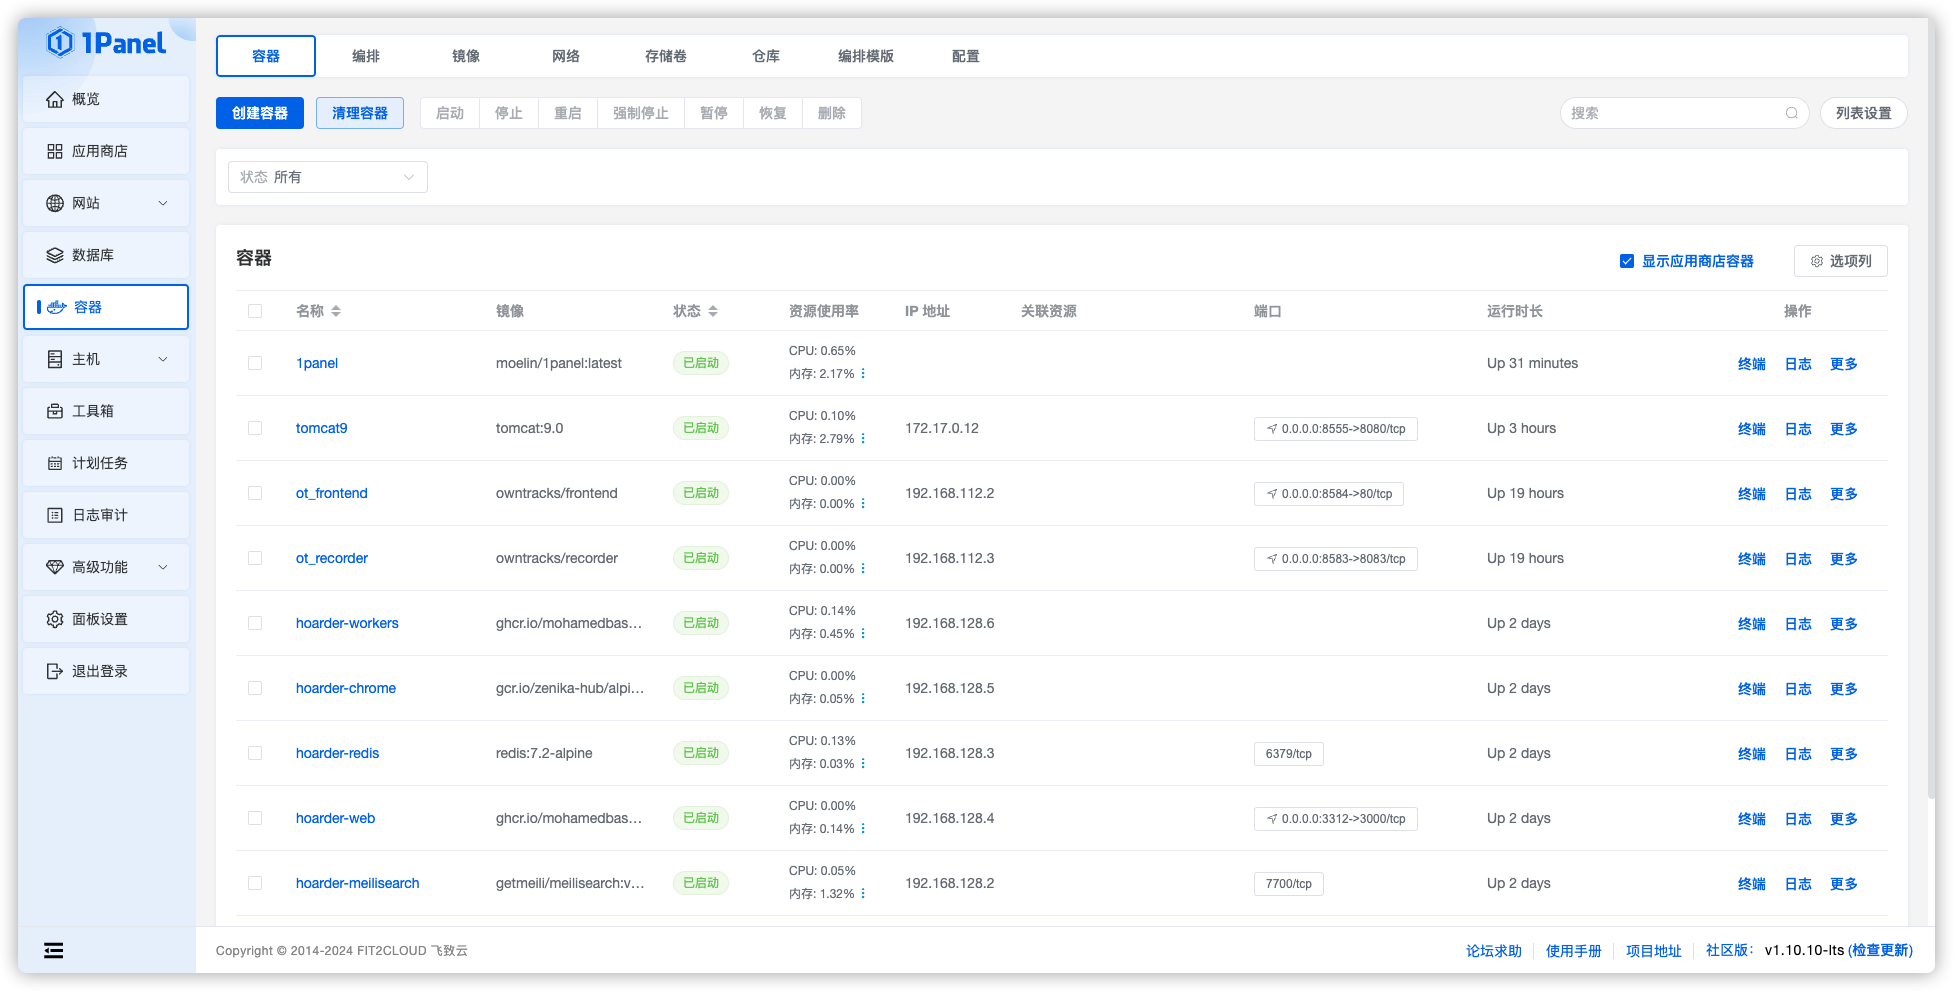 1Panel
概览
应用商店
网站
数据库
容器
主机
工具箱
计划任务
日志审计
高级功能
面板设置
退出登录
容器 编排 镜像 网络 存储卷 仓库 编排模版 配置
创建容器 清理容器 启动 停止 重启 强制停止 暂停 恢复 删除 搜索 列表设置
状态 所有
容器 显示应用商店容器 选项列
名称 镜像 状态 资源使用率 IP 地址 关联资源 端口 运行时长 操作
1panel moelin/1panel:latest 已启动 CPU: 0.65% Up 31 minutes 终端 日志 更多
内存: 2.17%
tomcat9 tomcat:9.0 已启动 CPU: 0.10% 172.17.0.12 0.0.0.0:8555->8080/tcp Up 3 hours 终端 日志 更多
内存: 2.79%
ot_frontend owntracks/frontend 已启动 CPU: 0.00% 192.168.112.2 0.0.0.0:8584->80/tcp Up 19 hours 终端 日志 更多
内存: 0.00%
ot_recorder owntracks/recorder 已启动 CPU: 0.00% 192.168.112.3 0.0.0.0:8583->8083/tcp Up 19 hours 终端 日志 更多
内存: 0.00%
hoarder-workers ghcr.io/mohamedbas... 已启动 CPU: 0.14% 192.168.128.6 Up 2 days 终端 日志 更多
内存: 0.45%
hoarder-chrome gcr.io/zenika-hub/alpi... 已启动 CPU: 0.00% 192.168.128.5 Up 2 days 终端 日志 更多
内存: 0.05%
hoarder-redis redis:7.2-alpine 已启动 CPU: 0.13% 192.168.128.3 6379/tcp Up 2 days 终端 日志 更多
内存: 0.03%
hoarder-web ghcr.io/mohamedbas... 已启动 CPU: 0.00% 192.168.128.4 0.0.0.0:3312->3000/tcp Up 2 days 终端 日志 更多
内存: 0.14%
hoarder-meilisearch getmeili/meilisearch:v... 已启动 CPU: 0.05% 192.168.128.2 7700/tcp Up 2 days 终端 日志 更多
内存: 1.32%
Copyright © 2014-2024 FIT2CLOUD 飞致云 论坛求助 使用手册 项目地址 社区版: v1.10.10-lts (检查更新)